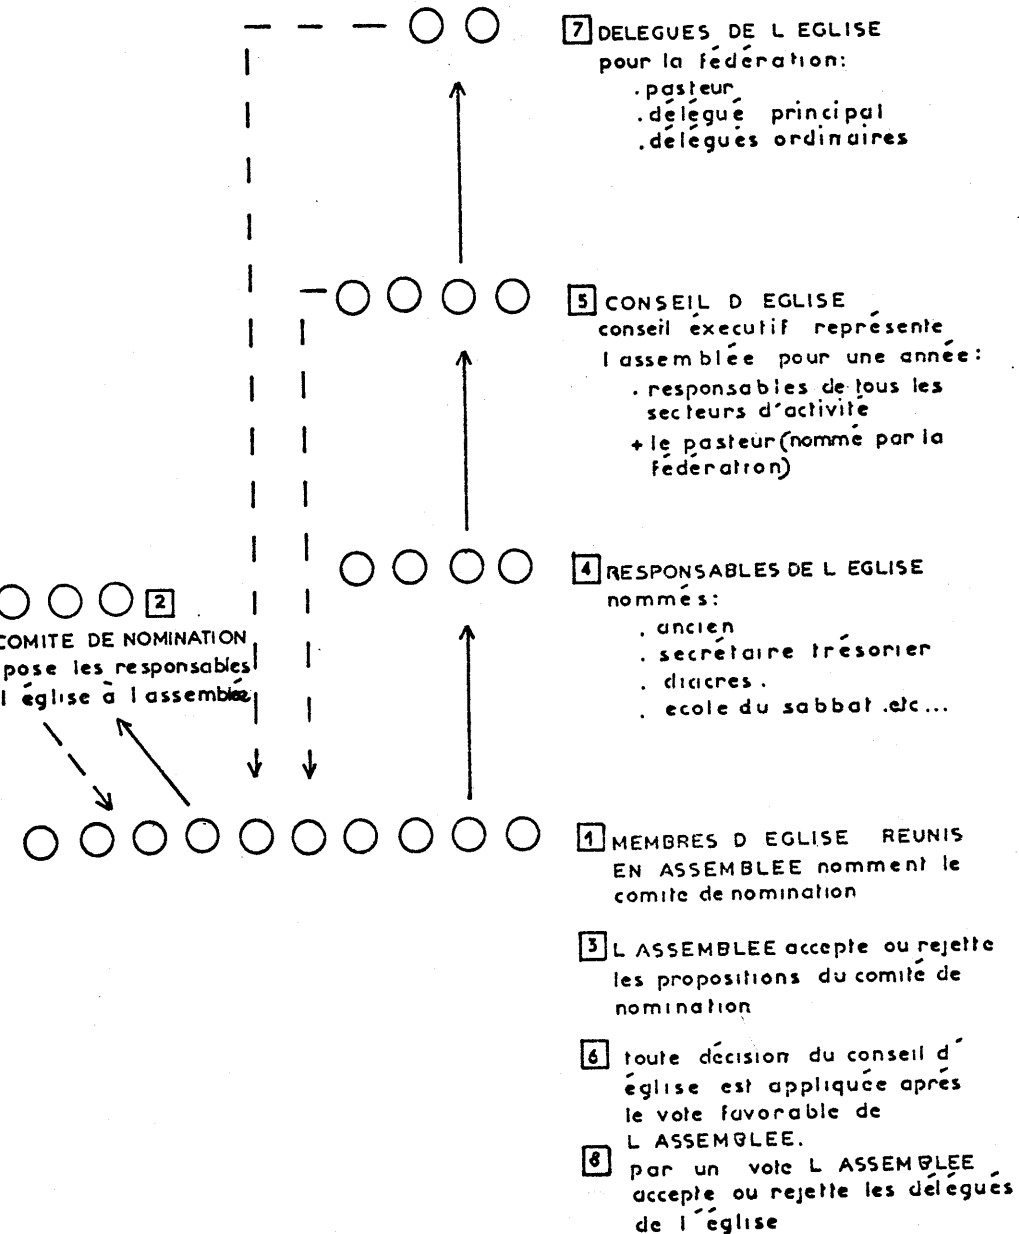 7 DELEGUES DE L EGLISE
pour la fédération:
. pasteur
. délégué principal
. délégués ordinaires
5 CONSEIL D EGLISE
conseil éxecutif représente
l assemblée pour une année:
. responsables de tous les
secteurs d'activité
+ le pasteur (nommé par la
fédération)
4 RESPONSABLES DE L EGLISE
nommés:
. ancien
. secrétaire trésorier
. diacres .
. ecole du sabbat .etc...
2
COMITE DE NOMINATION
pose les responsables
l église à l assemblée
1 MEMBRES D EGLISE REUNIS
EN ASSEMBLEE nomment le
comite de nomination
3 L ASSEMBLEE accepte ou rejette
les propositions du comité de
nomination
6 toute décision du conseil d'
église est appliquée aprés
le vote favorable de
L ASSEMBLEE.
8 par un vote L ASSEMBLEE
accepte ou rejette les délégués
de l'église